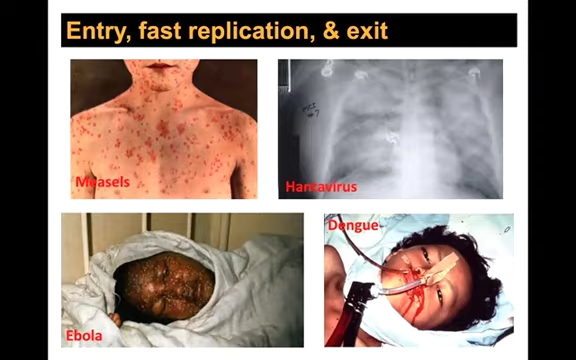 Entry, fast replication, & exit
Measels
Hantavirus
Dengue
Ebola